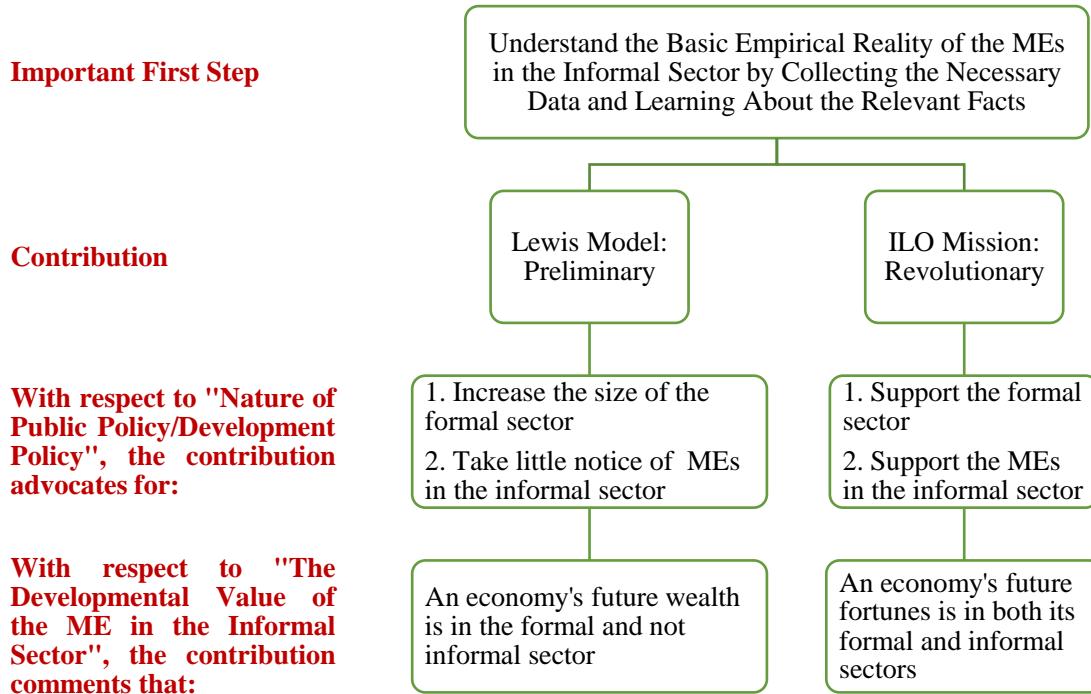 Important First Step
Understand the Basic Empirical Reality of the MEs
in the Informal Sector by Collecting the Necessary
Data and Learning About the Relevant Facts
Contribution
Lewis Model:
Preliminary
ILO Mission:
Revolutionary
With respect to "Nature of
Public Policy/Development
Policy", the contribution
advocates for:
1. Increase the size of the
formal sector
2. Take little notice of MEs
in the informal sector
1. Support the formal
sector
2. Support the MEs
in the informal sector
With respect to "The
Developmental Value of
the ME in the Informal
Sector", the contribution
comments that:
An economy's future wealth
is in the formal and not
informal sector
An economy's future
fortunes is in both its
formal and informal
sectors